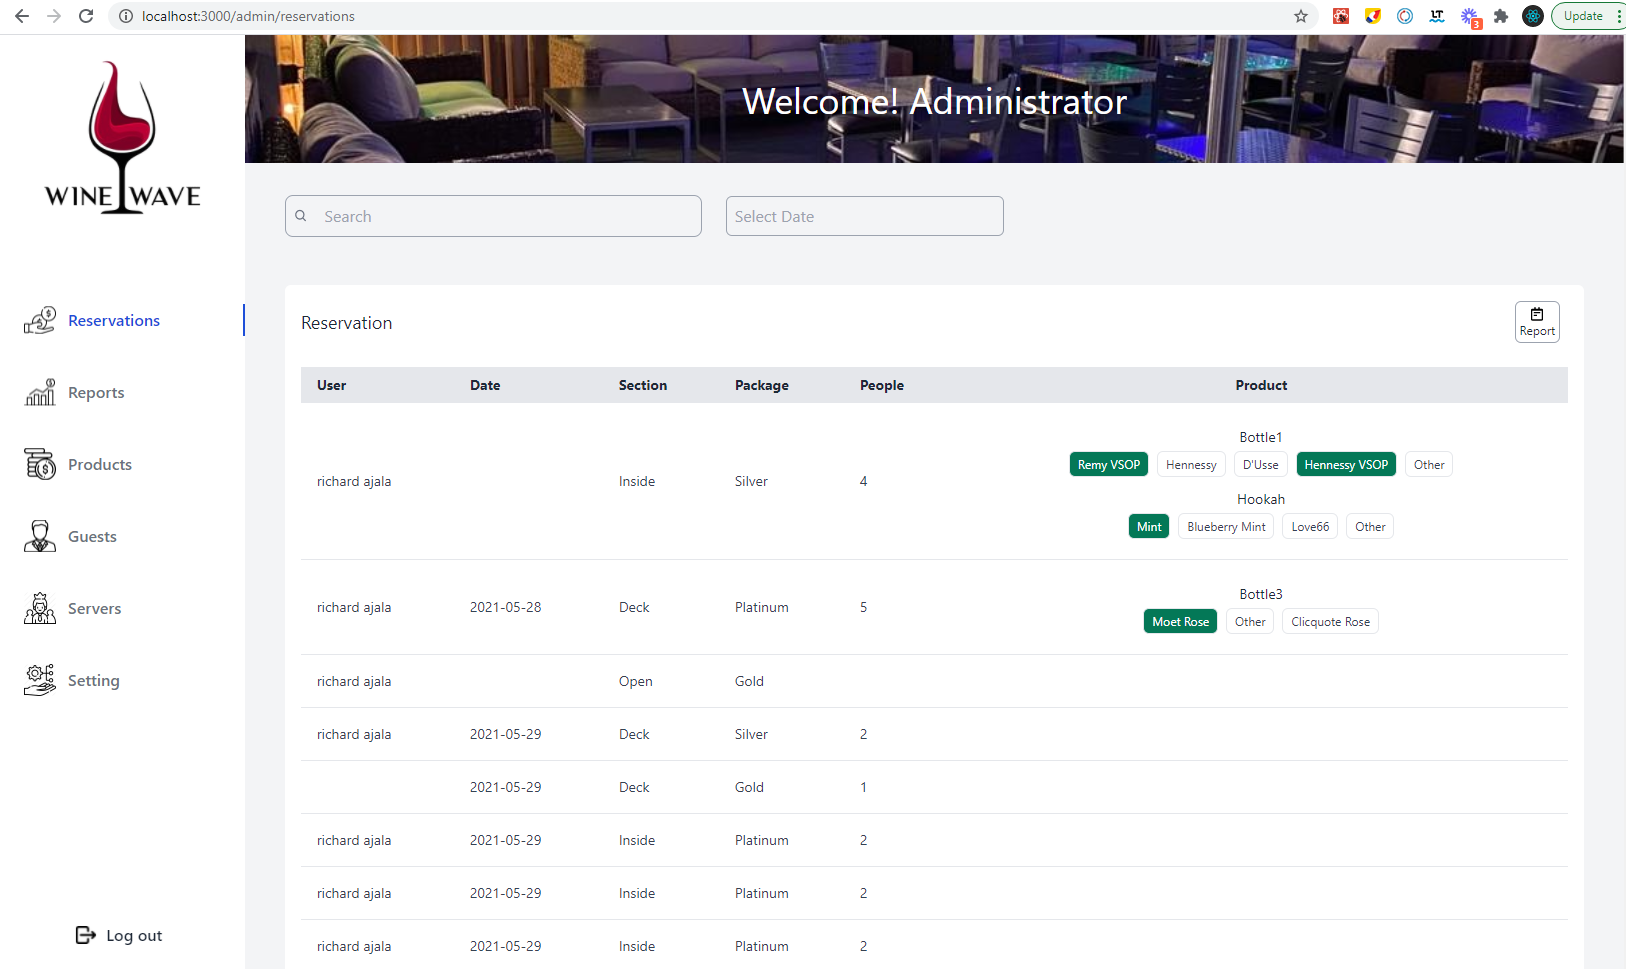 localhost:3000/admin/reservations
LT
3
Update
WINE WAVE
Welcome! Administrator
Search
Select Date
Reservations
Reports
Products
Guests
Servers
Setting
Log out
Reservation
Report
User Date Section Package People Product
richard ajala Inside Silver 4
Bottle1
Remy VSOP Hennessy D'Usse Hennessy VSOP Other
Hookah
Mint Blueberry Mint Love66 Other
richard ajala 2021-05-28 Deck Platinum 5
Bottle3
Moet Rose Other Clicquote Rose
richard ajala Open Gold
richard ajala 2021-05-29 Deck Silver 2
2021-05-29 Deck Gold 1
richard ajala 2021-05-29 Inside Platinum 2
richard ajala 2021-05-29 Inside Platinum 2
richard ajala 2021-05-29 Inside Platinum 2